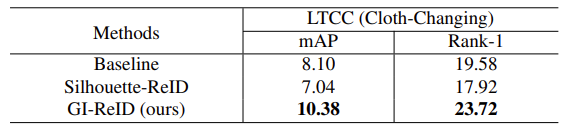 Methods LTCC (Cloth-Changing)
mAP Rank-1
Baseline 8.10 19.58
Silhouette-ReID 7.04 17.92
GI-ReID (ours) 10.38 23.72